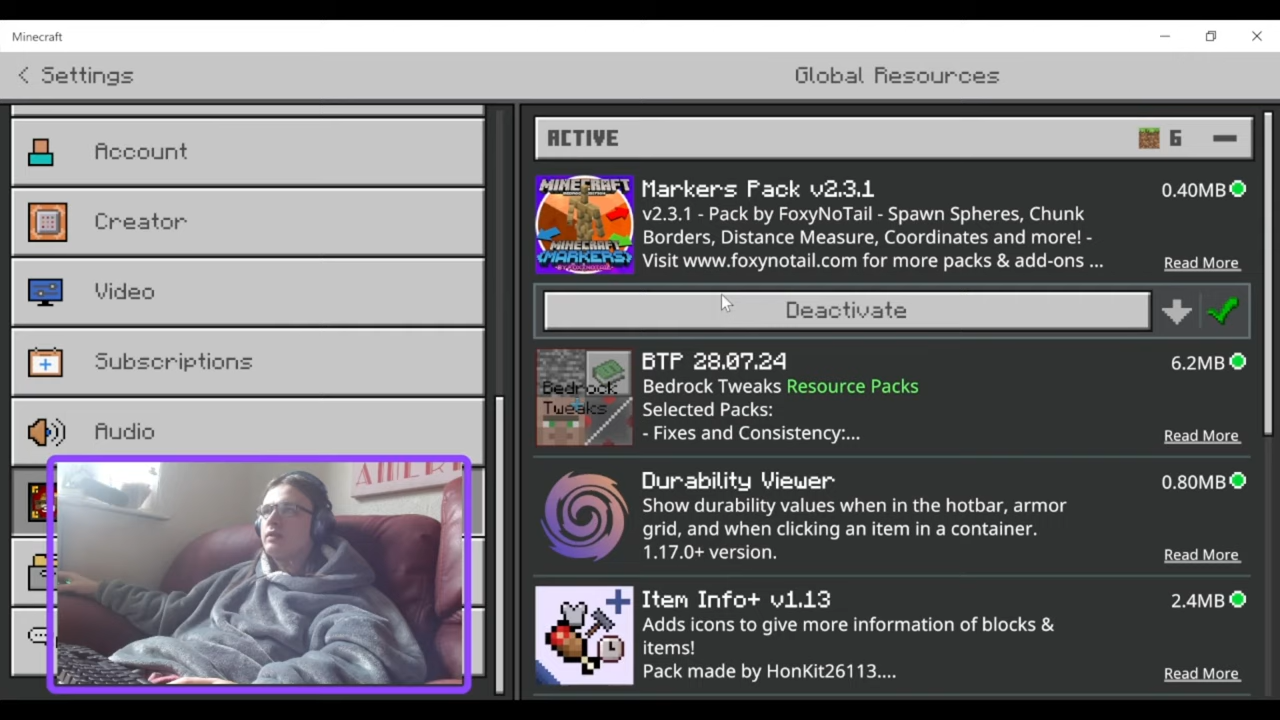 Minecraft
Settings
Global Resources
Account
Creator
Video
Subscriptions
Audio
ACTIVE
6
MINECRAFT
MINECRAFT
MARKERS
Markers Pack v2.3.1
0.40MB
v2.3.1 - Pack by FoxyNoTail - Spawn Spheres, Chunk
Borders, Distance Measure, Coordinates and more! -
Visit www.foxynotail.com for more packs & add-ons ...
Read More
Deactivate
Bedrock
Tweaks
BTP 28.07.24
6.2MB
Bedrock Tweaks Resource Packs
Selected Packs:
- Fixes and Consistency:...
Read More
Durability Viewer
0.80MB
Show durability values when in the hotbar, armor
grid, and when clicking an item in a container.
1.17.0+ version.
Read More
Item Info+ v1.13
2.4MB
Adds icons to give more information of blocks &
items!
Pack made by HonKit26113....
Read More